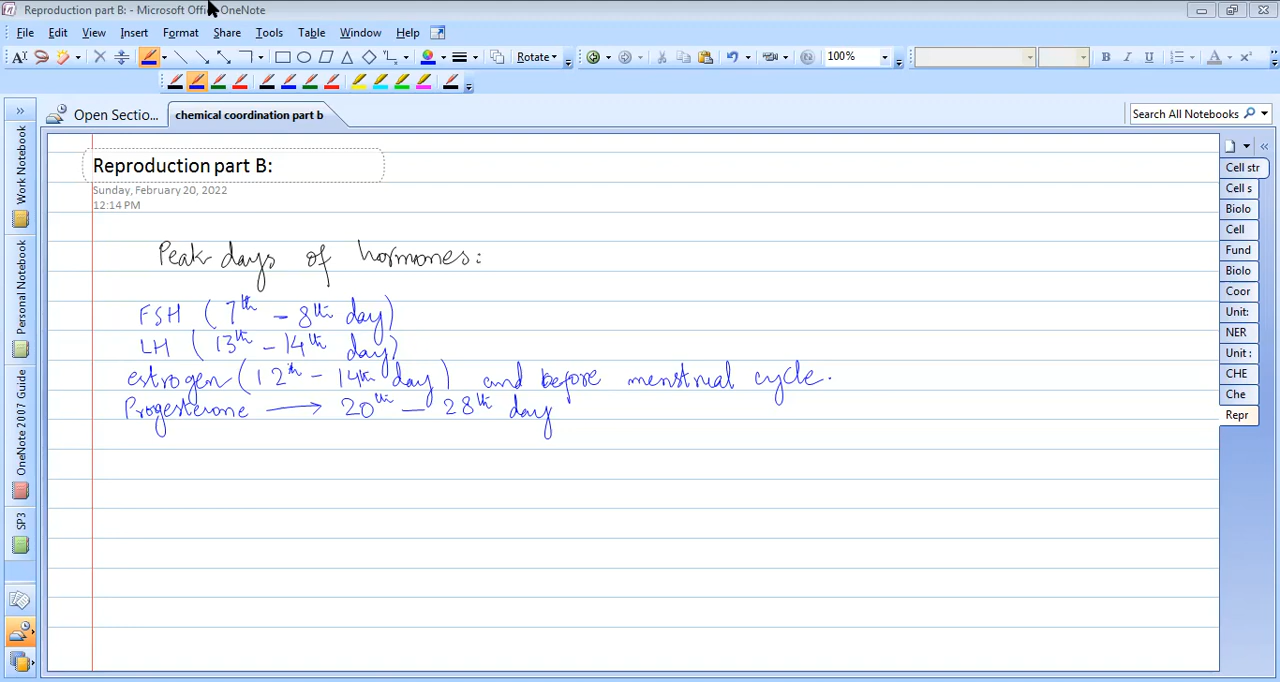 Reproduction part B: - Microsoft Office OneNote
File Edit View Insert Format Share Tools Table Window Help
Rotate 100% B I U
Open Sectio... chemical coordination part b Search All Notebooks
Work Notebook
Personal Notebook
OneNote 2007 Guide
SP3
Reproduction part B:
Sunday, February 20, 2022
12:14 PM
Peak days of hormones:
FSH ( 7th - 8th day)
LH ( 13th - 14th day)
estrogen ( 12th - 14th day ) and before menstrual cycle.
Progesterone → 20th - 28th day
Cell str
Cell s
Biolo
Cell
Fund
Biolo
Coor
Unit:
NER
Unit ;
CHE
Che
Repr